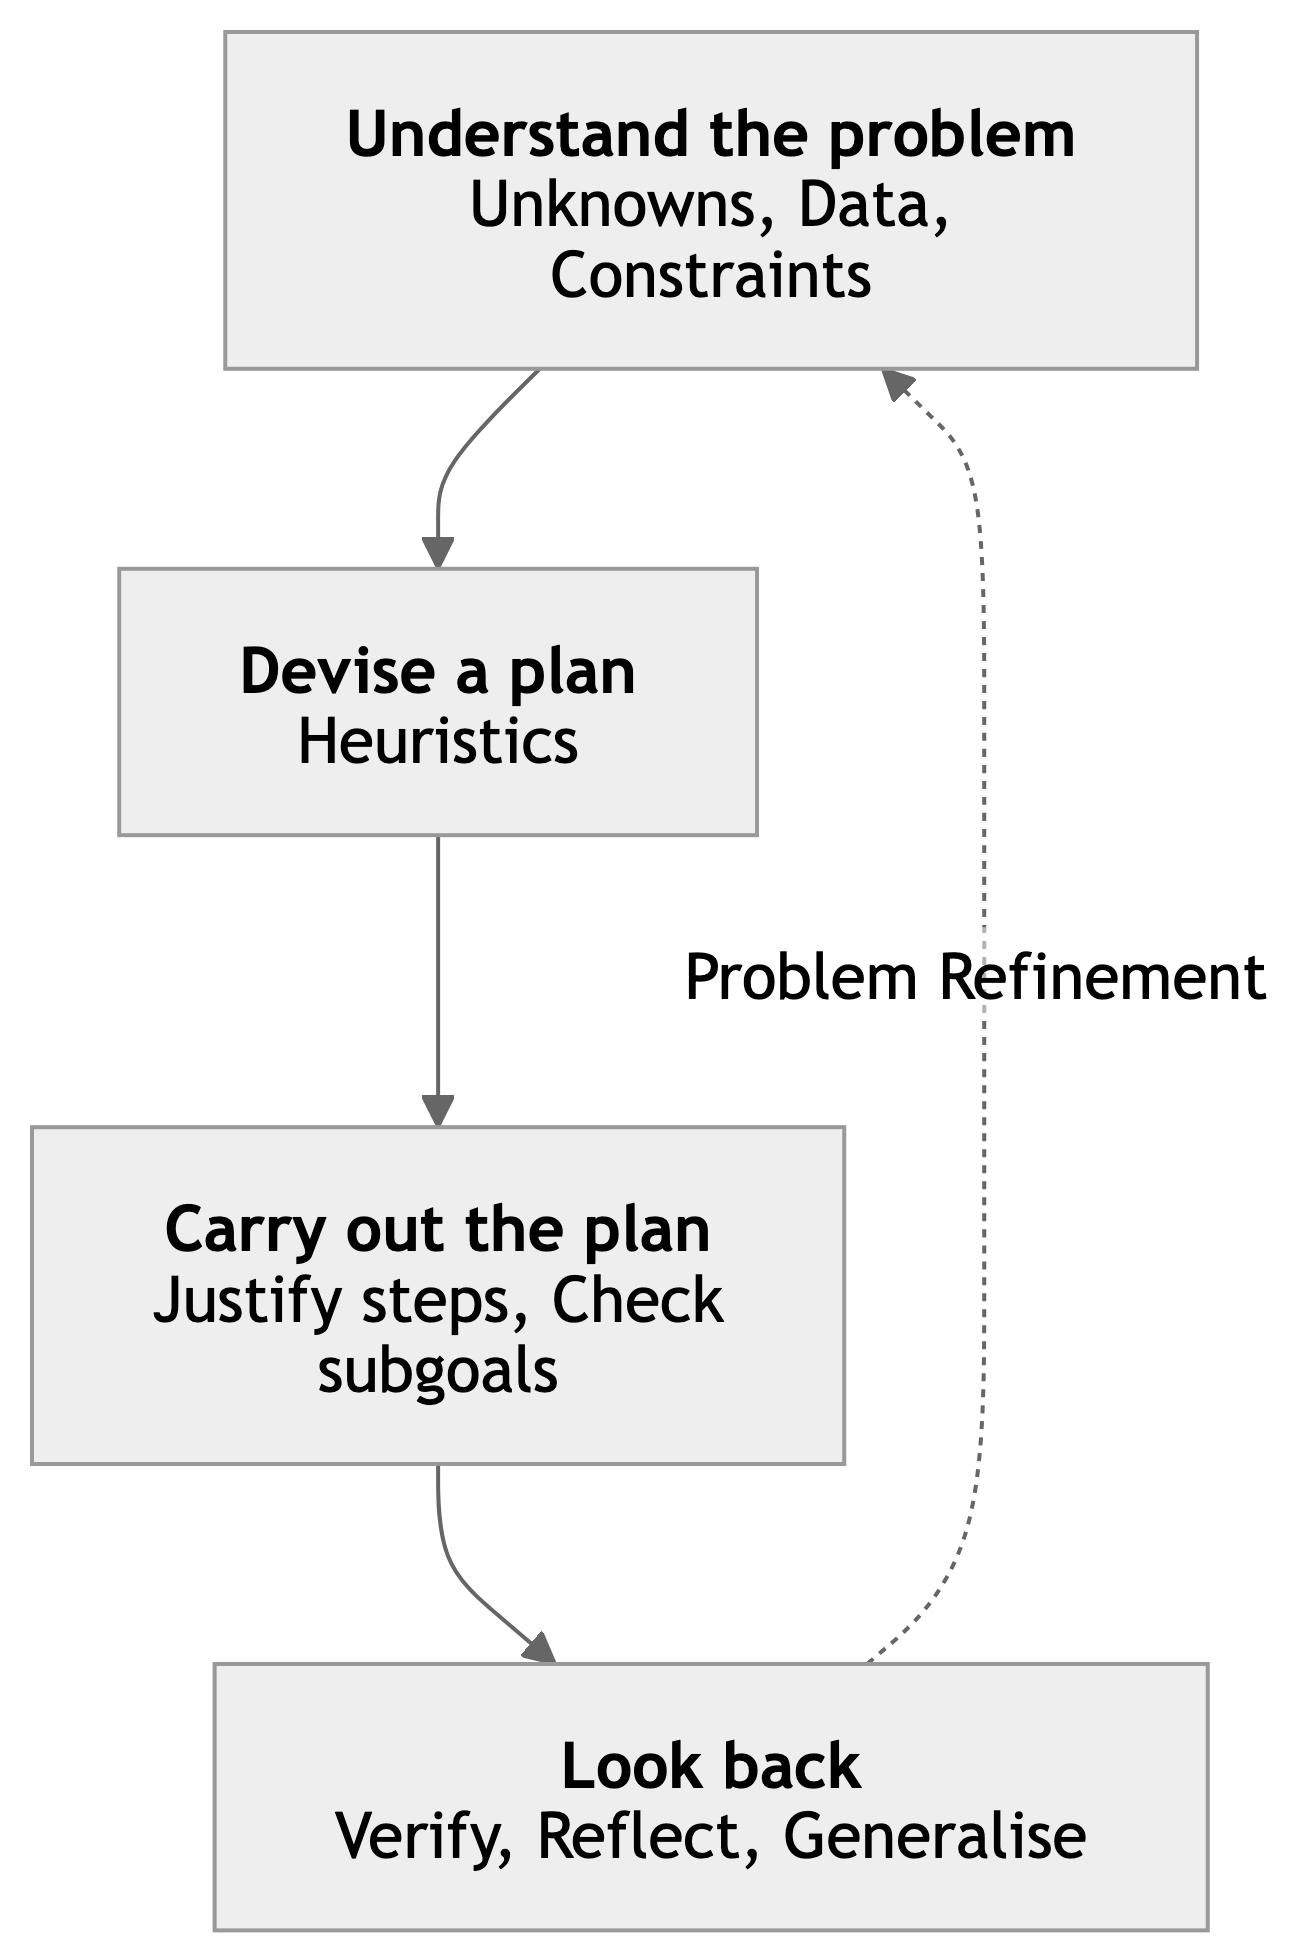 Understand the problem
Unknowns, Data,
Constraints
Devise a plan
Heuristics
Problem Refinement
Carry out the plan
Justify steps, Check
subgoals
Look back
Verify, Reflect, Generalise